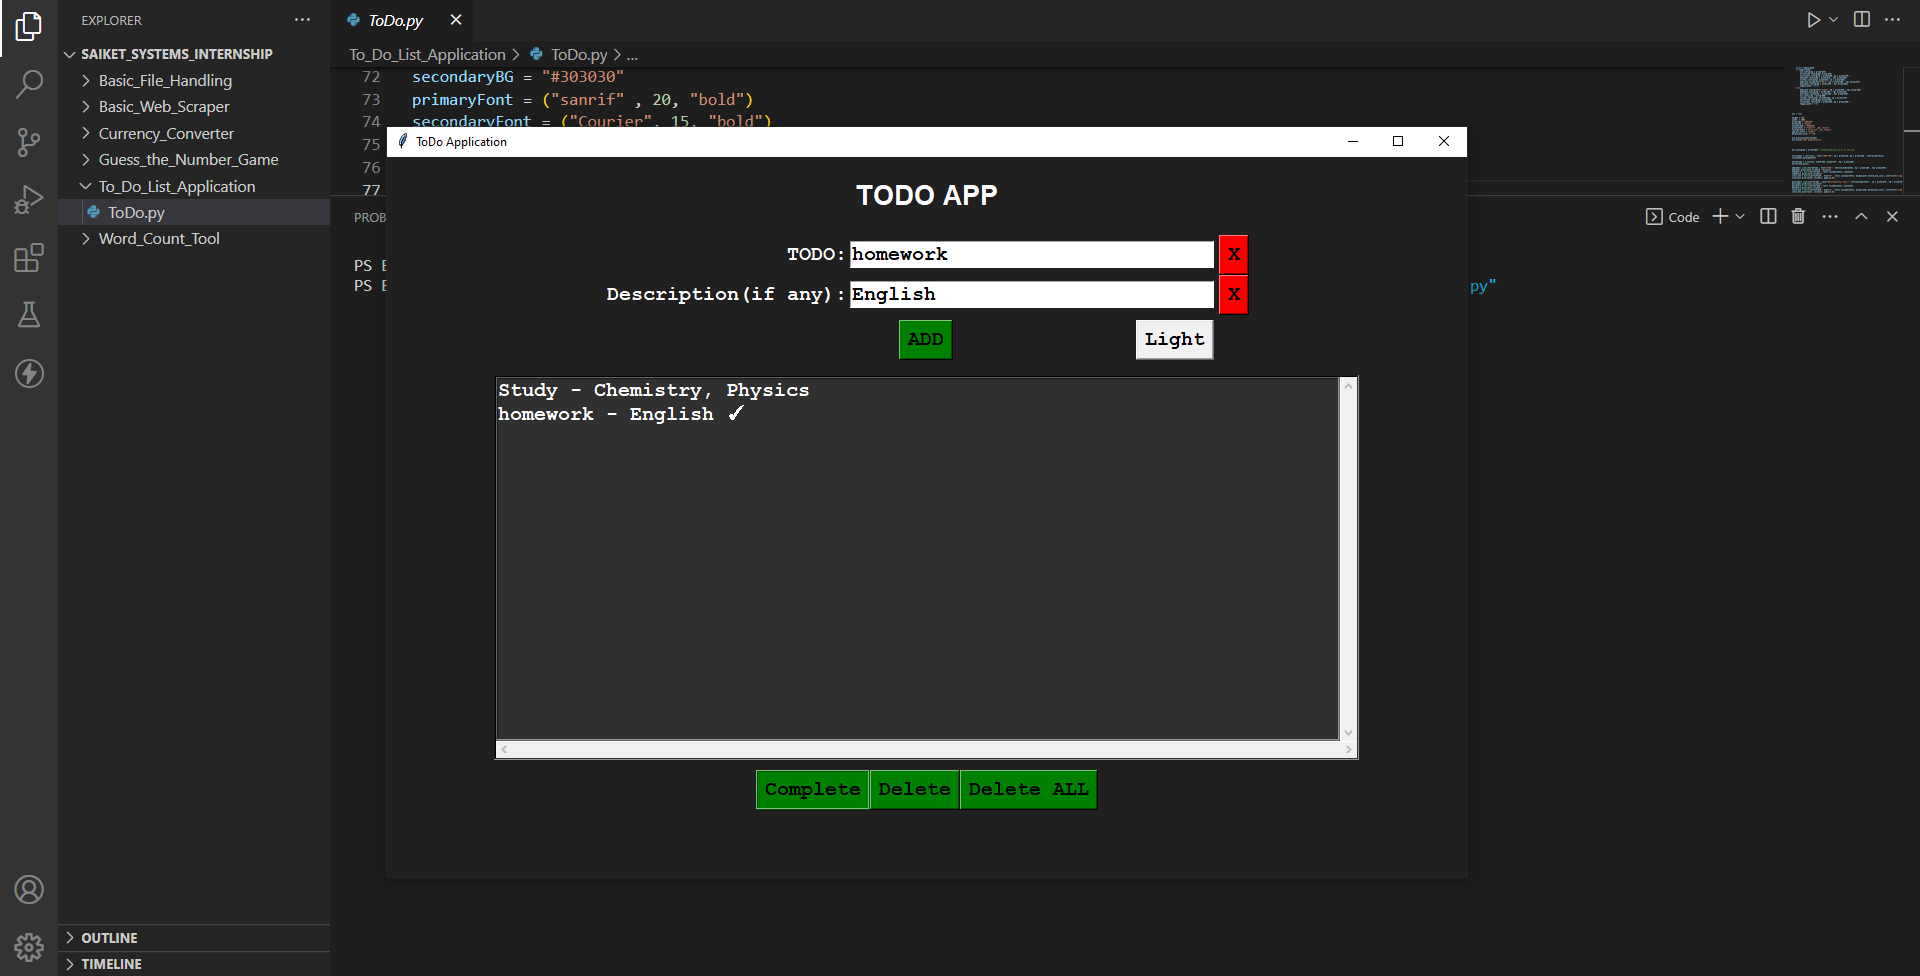 EXPLORER
SAIKET_SYSTEMS_INTERNSHIP
Basic_File_Handling
Basic_Web_Scraper
Currency_Converter
Guess_the_Number_Game
To_Do_List_Application
ToDo.py
Word_Count_Tool
OUTLINE
TIMELINE
ToDo.py
To_Do_List_Application > ToDo.py > ...
72 secondaryBG = "#303030"
73 primaryFont = ("sanrif" , 20, "bold")
74 secondaryFont = ("Courier", 15, "bold")
75
76
77
PROB
Code
PS E
PS E
py"
ToDo Application
TODO APP
TODO: homework X
Description(if any): English X
ADD Light
Study - Chemistry, Physics
homework - English ✓
Complete Delete Delete ALL